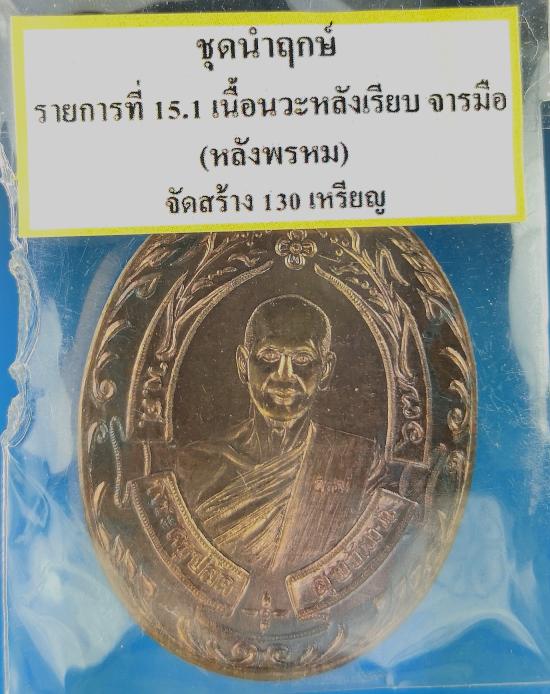 ชุดนำฤกษ์
รายการที่ 15.1 เนื้อนวะหลังเรียบ จารมือ
(หลังพรหม)
จัดสร้าง 130 เหรียญ